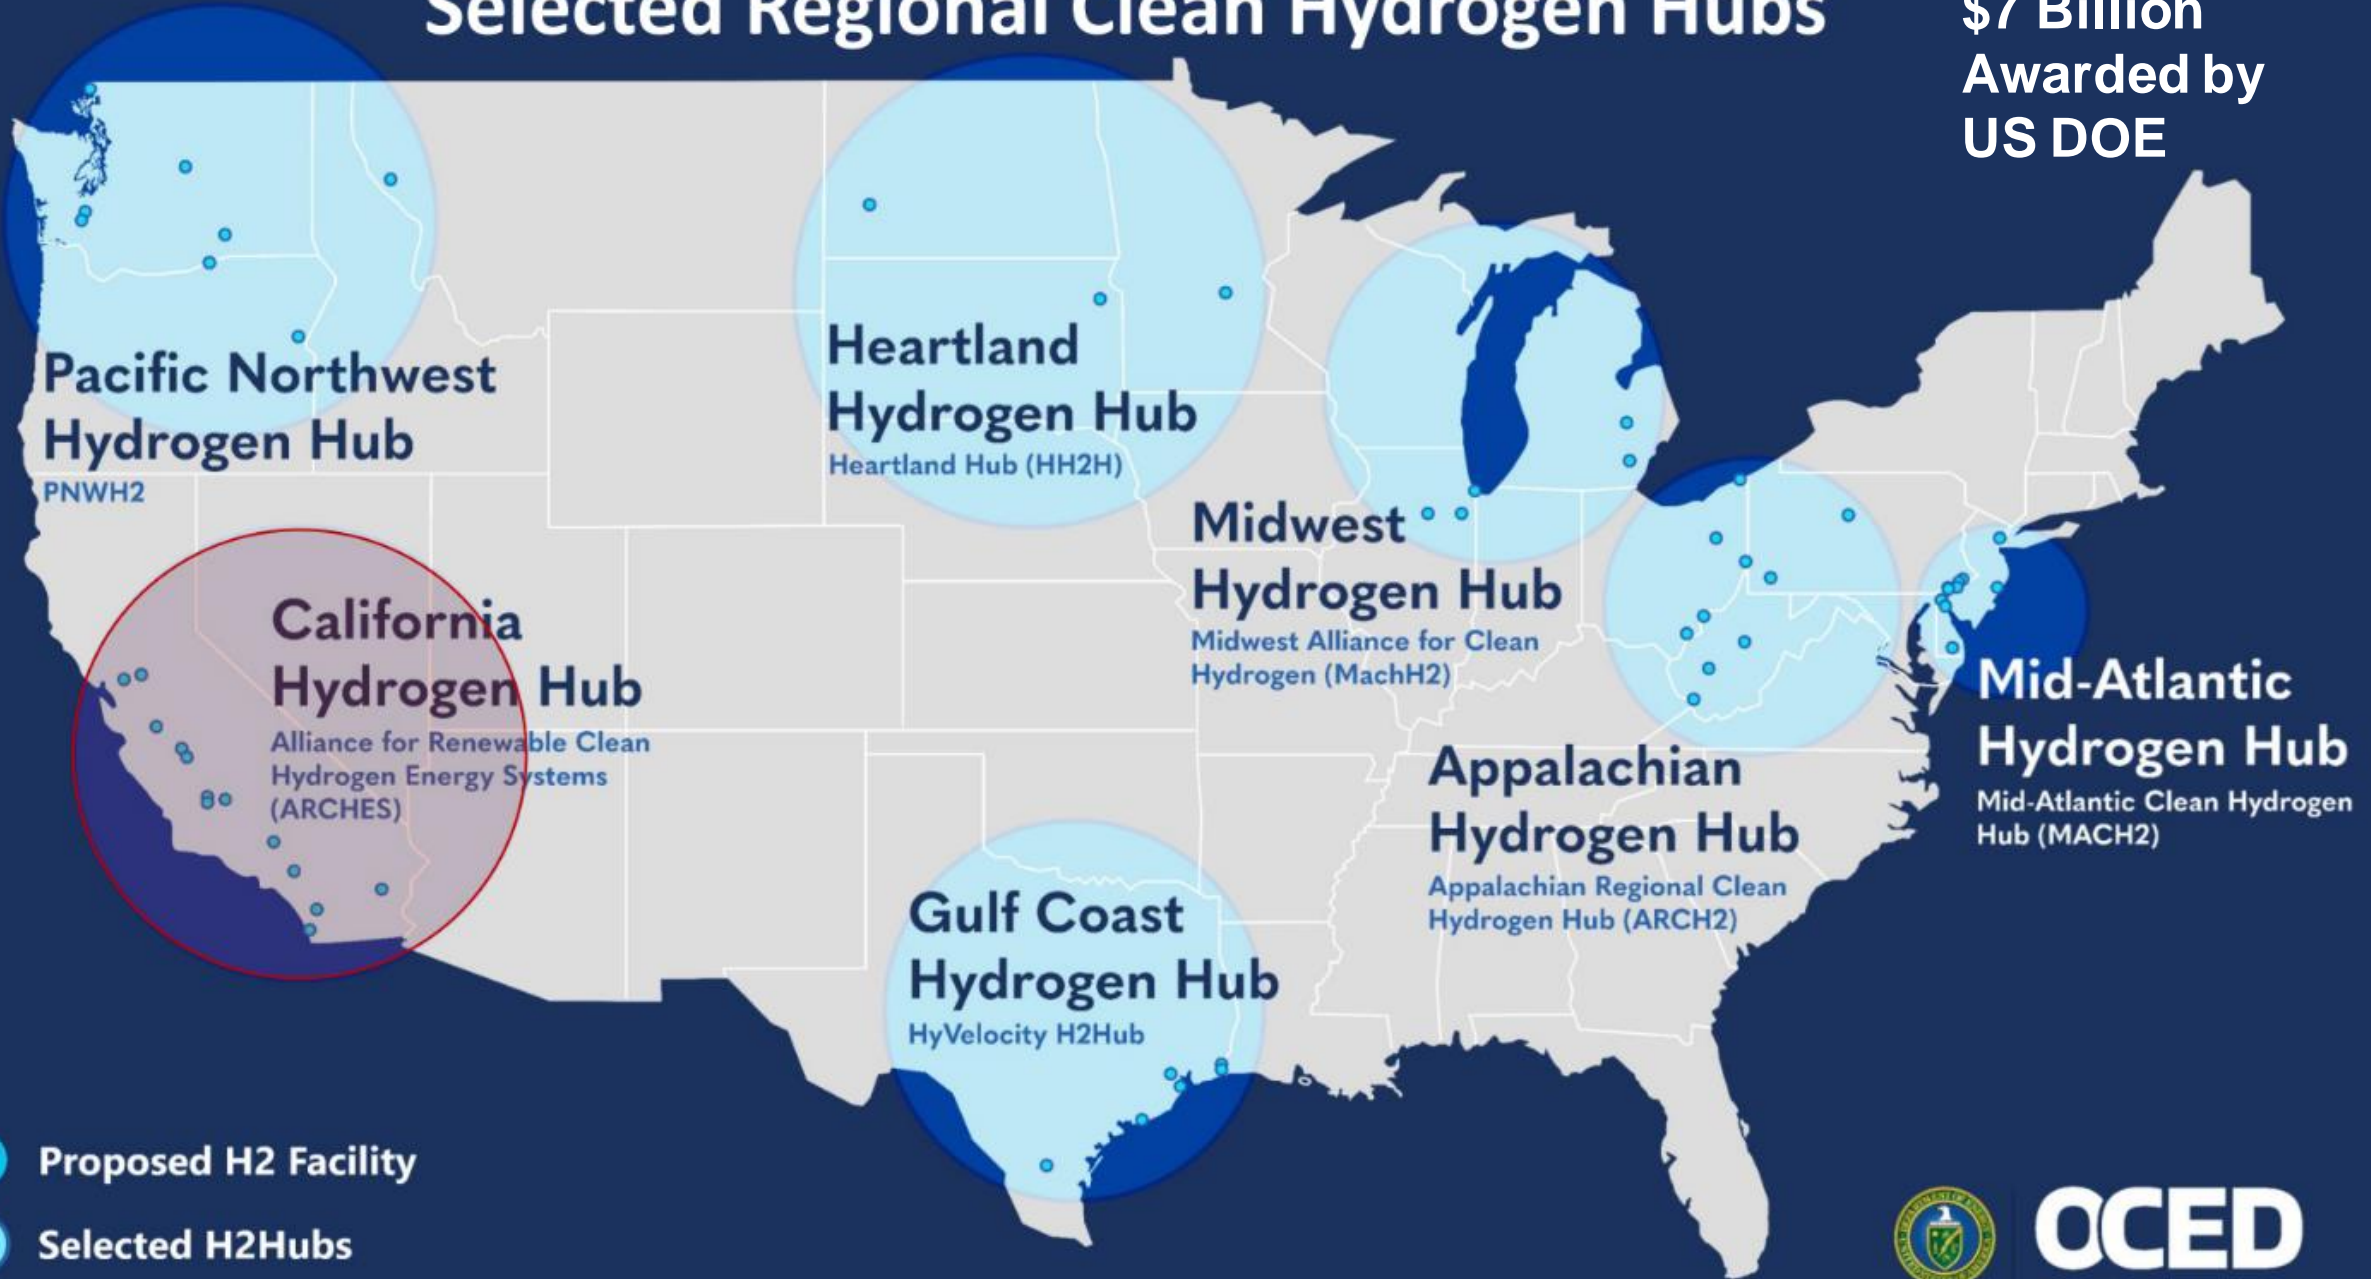 Selected Regional Clean Hydrogen Hubs
$7 Billion
Awarded by
US DOE
Pacific Northwest
Hydrogen Hub
PNWH2
Heartland
Hydrogen Hub
Heartland Hub (HH2H)
Midwest
Hydrogen Hub
Midwest Alliance for Clean
Hydrogen (MachH2)
California
Hydrogen Hub
Alliance for Renewable Clean
Hydrogen Energy Systems
(ARCHES)
Mid-Atlantic
Hydrogen Hub
Mid-Atlantic Clean Hydrogen
Hub (MACH2)
Appalachian
Hydrogen Hub
Appalachian Regional Clean
Hydrogen Hub (ARCH2)
Gulf Coast
Hydrogen Hub
HyVelocity H2Hub
Proposed H2 Facility
Selected H2Hubs
OCED